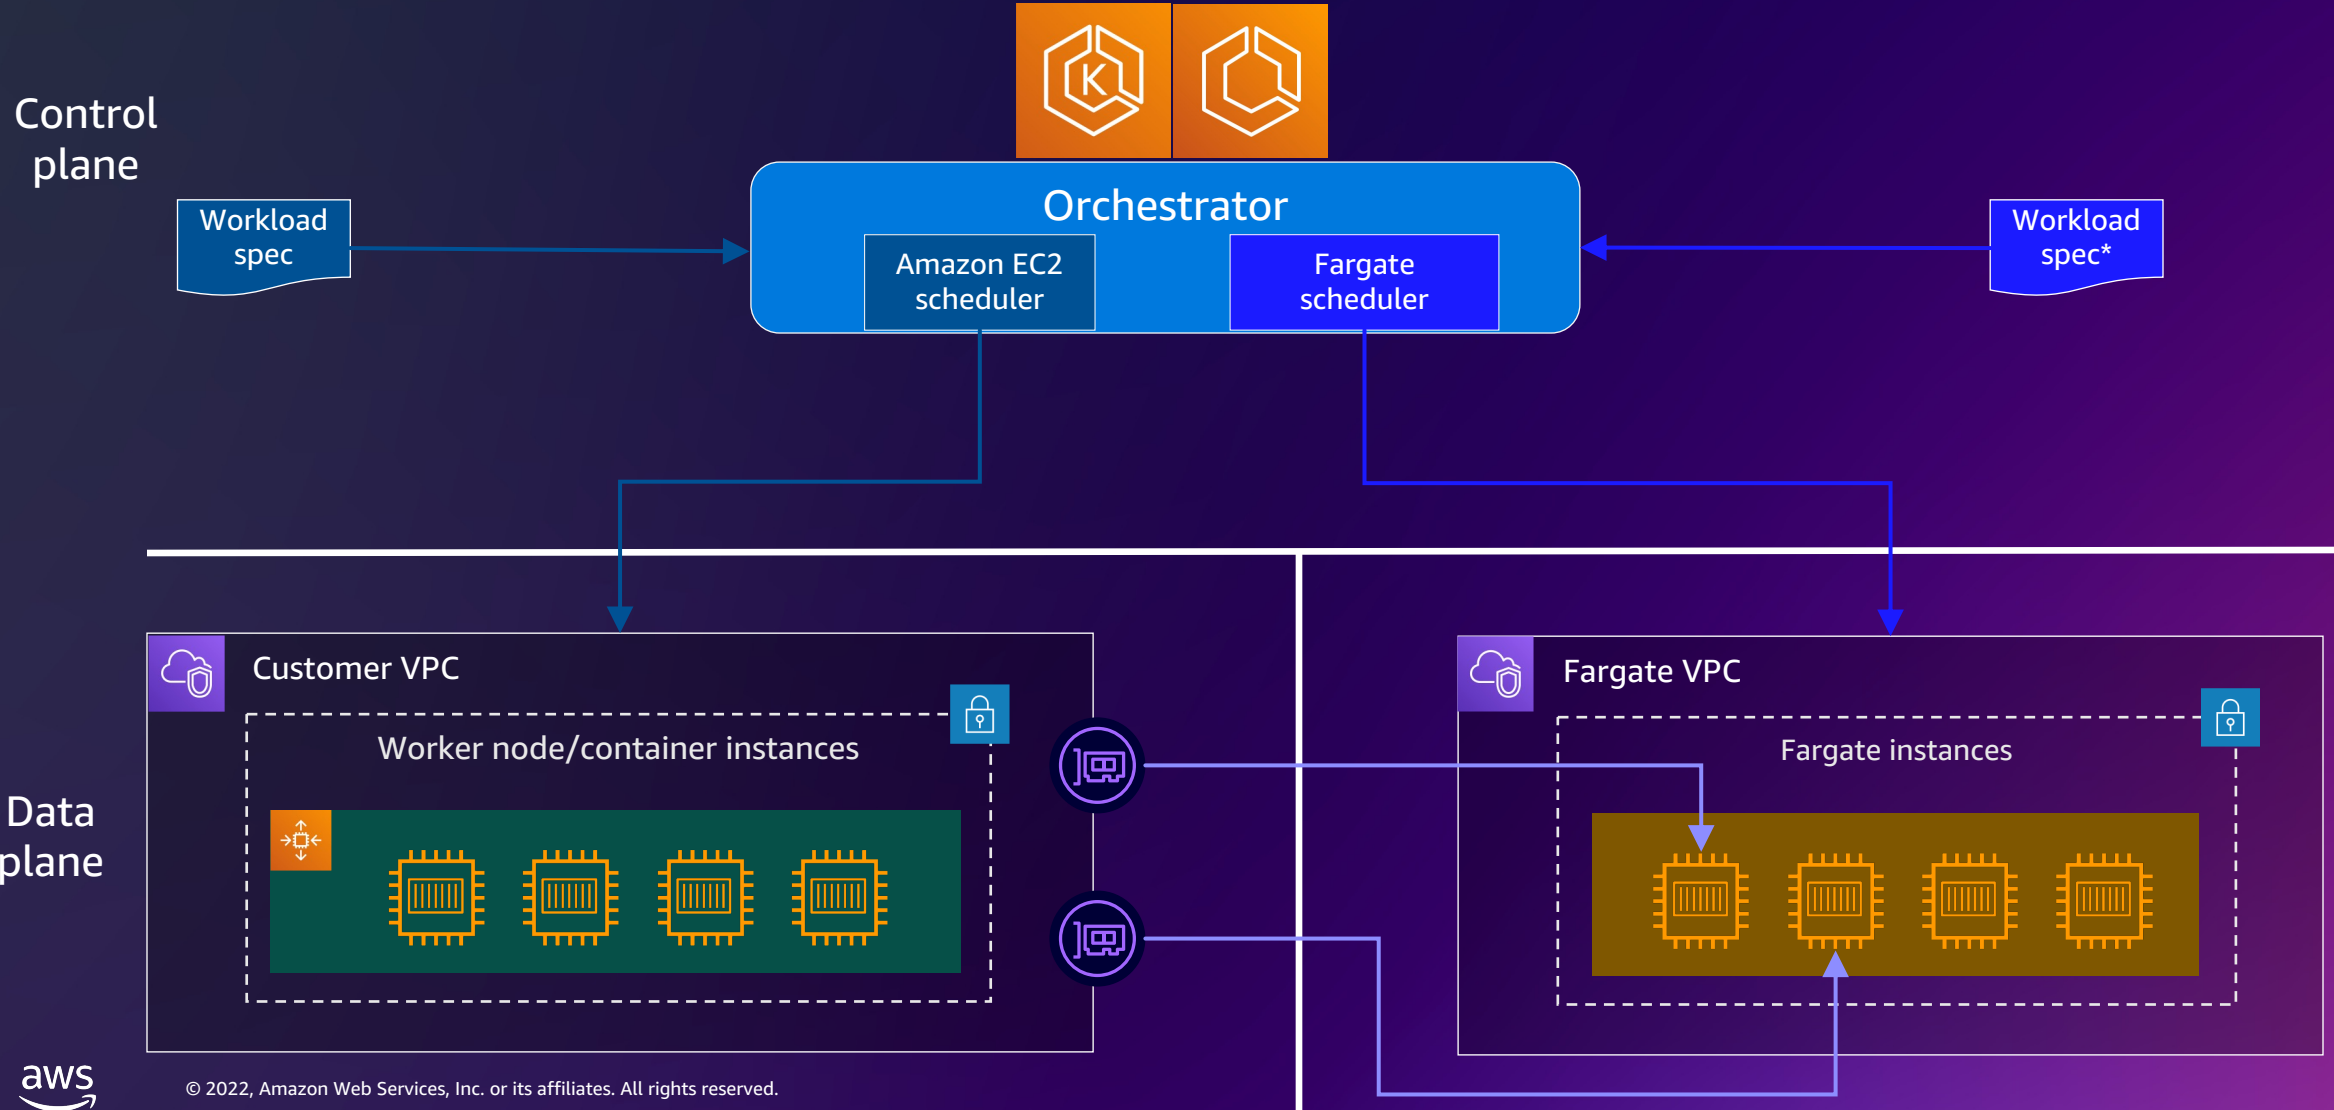 Control
plane
K
Orchestrator
Workload
spec
Amazon EC2
scheduler
Fargate
scheduler
Workload
spec*
Customer VPC
Worker node/container instances
Fargate VPC
Fargate instances
Data
plane
aws
© 2022, Amazon Web Services, Inc. or its affiliates. All rights reserved.